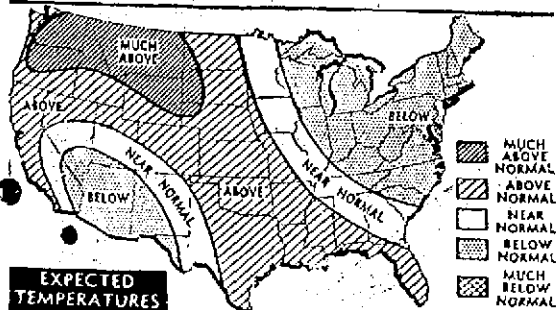 MUCH
ABOVE
ABOVE
NEAR NORMAL
BELOW
ABOVE
NEAR NORMAL
BELOW
MUCH
ABOVE
NORMAL
ABOVE
NORMAL
NEAR
NORMAL
BELOW
NORMAL
MUCH
BELOW
NORMAL
EXPECTED
TEMPERATURES